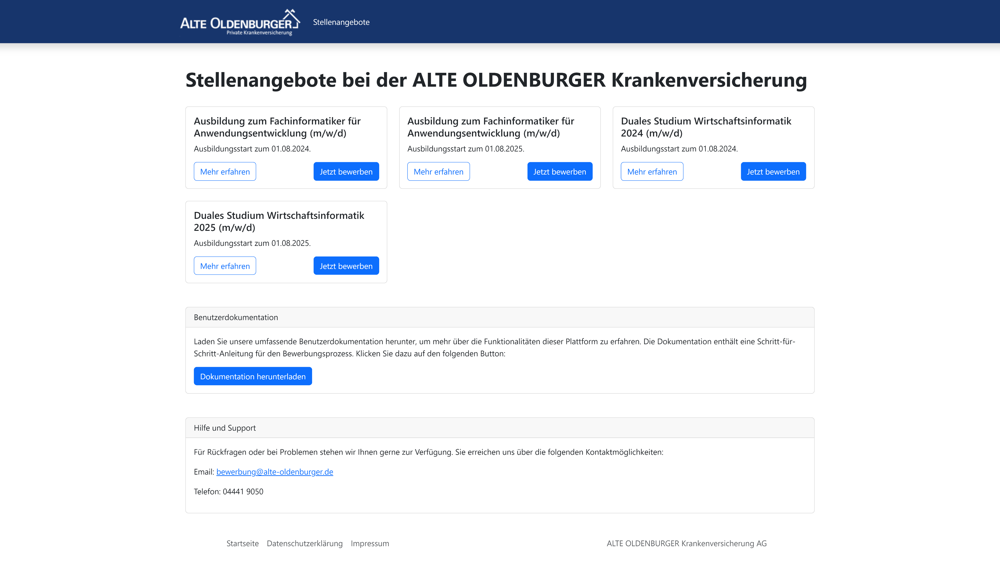 ALTE OLDENBURGER
Private Krankenversicherung
Stellenangebote
Stellenangebote bei der ALTE OLDENBURGER Krankenversicherung
Ausbildung zum Fachinformatiker für
Anwendungsentwicklung (m/w/d)
Ausbildungsstart zum 01.08.2024.
Mehr erfahren
Jetzt bewerben
Ausbildung zum Fachinformatiker für
Anwendungsentwicklung (m/w/d)
Ausbildungsstart zum 01.08.2025.
Mehr erfahren
Jetzt bewerben
Duales Studium Wirtschaftsinformatik
2024 (m/w/d)
Ausbildungsstart zum 01.08.2024.
Mehr erfahren
Jetzt bewerben
Duales Studium Wirtschaftsinformatik
2025 (m/w/d)
Ausbildungsstart zum 01.08.2025.
Mehr erfahren
Jetzt bewerben
Benutzerdokumentation
Laden Sie unsere umfassende Benutzerdokumentation herunter, um mehr über die Funktionalitäten dieser Plattform zu erfahren. Die Dokumentation enthält eine Schritt-für-
Schritt-Anleitung für den Bewerbungsprozess. Klicken Sie dazu auf den folgenden Button:
Dokumentation herunterladen
Hilfe und Support
Für Rückfragen oder bei Problemen stehen wir Ihnen gerne zur Verfügung. Sie erreichen uns über die folgenden Kontaktmöglichkeiten:
Email: bewerbung@alte-oldenburger.de
Telefon: 04441 9050
Startseite
Datenschutzerklärung
Impressum
ALTE OLDENBURGER Krankenversicherung AG